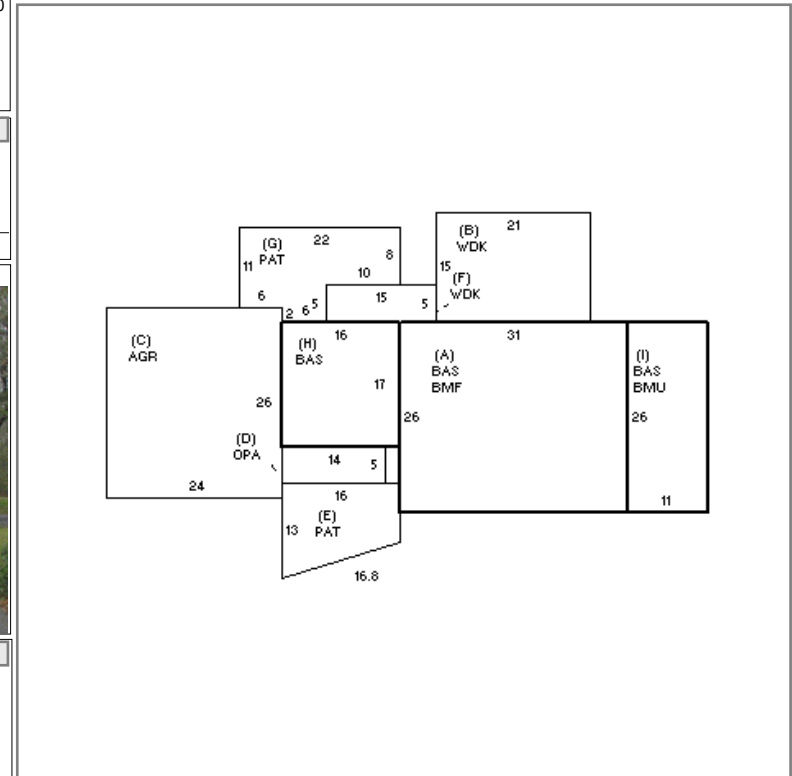 (B)
21
WDK
(G)
22
PAT
8
11
15
10
(F)
WDK
6
15
5
5
2
6
(C)
AGR
16
31
(H)
BAS
(A)
BAS
BMF
(I)
BAS
BMU
17
26
26
26
(D)
OPA
14
5
24
16
11
(E)
PAT
13
16.8